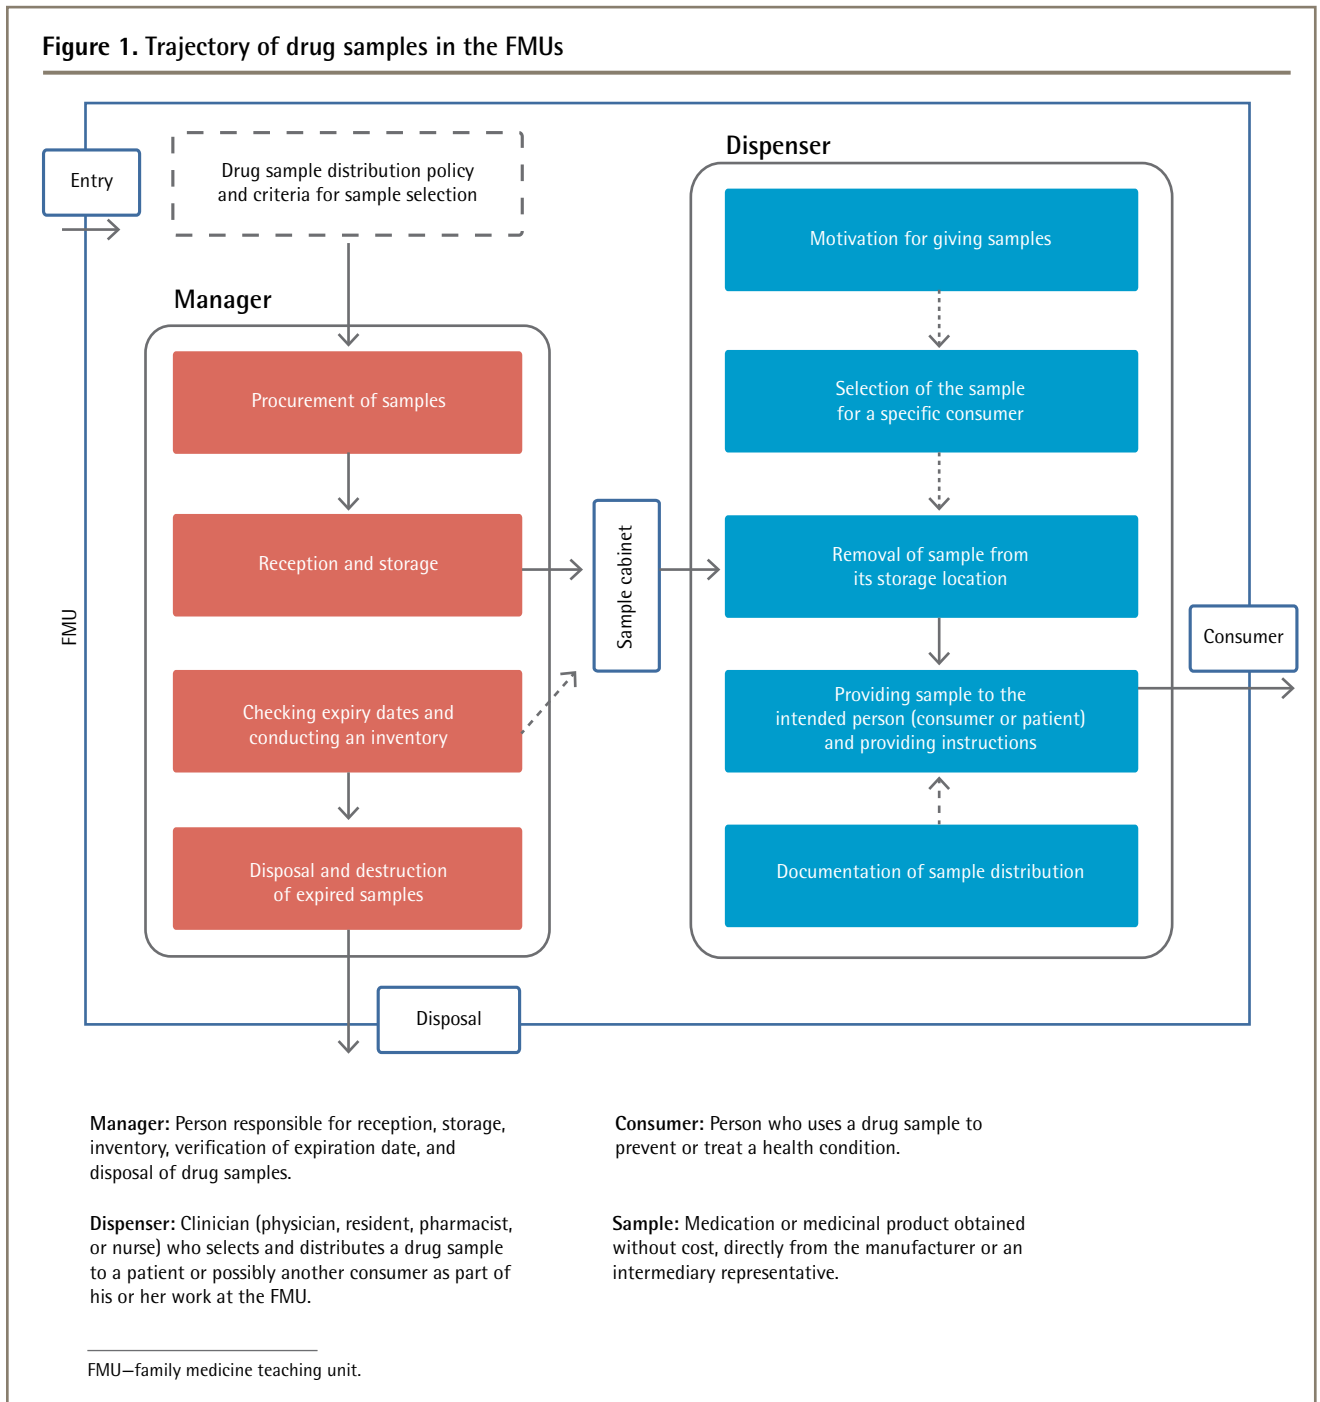 Figure 1. Trajectory of drug samples in the FMUs
Entry
Drug sample distribution policy
and criteria for sample selection
Manager
Procurement of samples
Reception and storage
Checking expiry dates and
conducting an inventory
Disposal and destruction
of expired samples
FMU
Sample cabinet
Dispenser
Motivation for giving samples
Selection of the sample
for a specific consumer
Removal of sample from
its storage location
Providing sample to the
intended person (consumer or patient)
and providing instructions
Documentation of sample distribution
Consumer
Disposal
Manager: Person responsible for reception, storage,
inventory, verification of expiration date, and
disposal of drug samples.
Dispenser: Clinician (physician, resident, pharmacist,
or nurse) who selects and distributes a drug sample
to a patient or possibly another consumer as part of
his or her work at the FMU.
Consumer: Person who uses a drug sample to
prevent or treat a health condition.
Sample: Medication or medicinal product obtained
without cost, directly from the manufacturer or an
intermediary representative.
FMU—family medicine teaching unit.